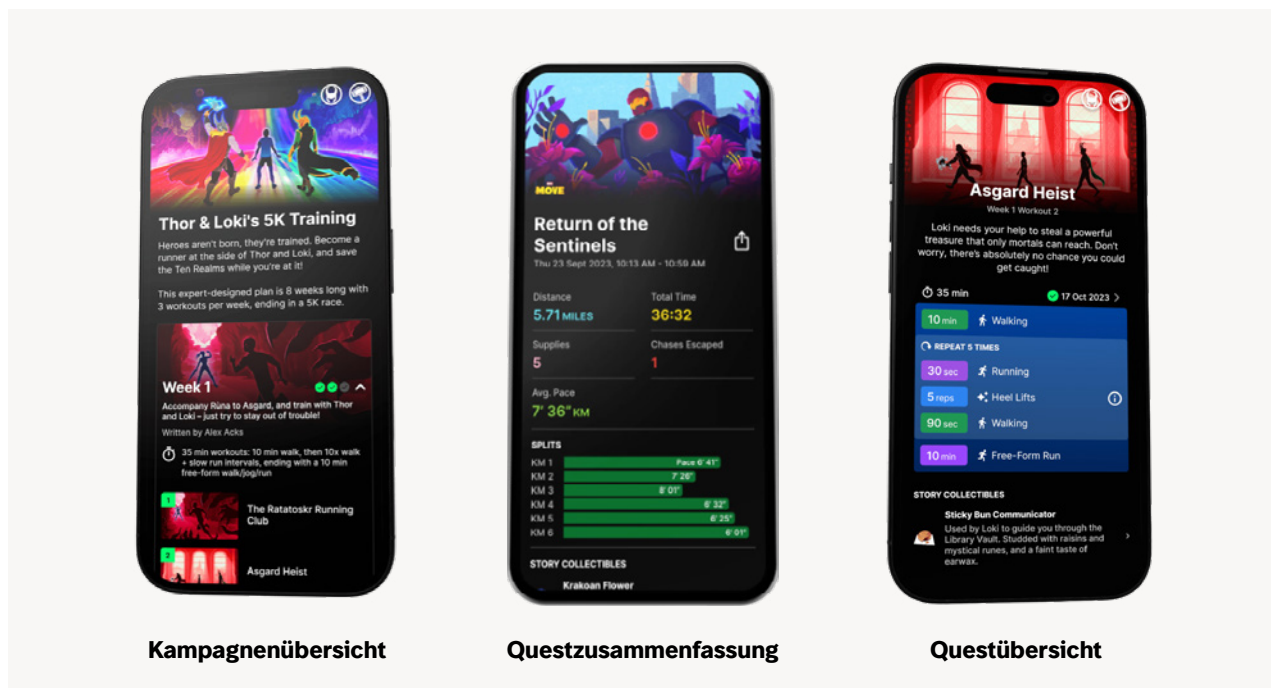 Thor & Loki's 5K Training
Heroes aren't born, they're trained. Become a
runner at the side of Thor and Loki, and save
the Ten Realms while you're at it!
This expert-designed plan is 8 weeks long with
3 workouts per week, ending in a 5K race.
Week 1
Accompany Rūna to Asgard, and train with Thor
and Loki – just try to stay out of trouble!
Written by Alex Acks
35 min workouts: 10 min walk, then 10x walk
+ slow run intervals, ending with a 10 min
free-form walk/jog/run
1
The Ratatoskr Running
Club
2
Asgard Heist
Kampagnenübersicht
MOVE
Return of the
Sentinels
Thu 23 Sept 2023, 10:13 AM - 10:59 AM
Distance
Total Time
5.71 MILES
36:32
Supplies
Chases Escaped
5
1
Avg. Pace
7' 36" KM
SPLITS
KM 1 Pace 6' 41"
KM 2 7' 26"
KM 3 8' 01"
KM 4 6' 32"
KM 5 6' 25"
KM 6 6' 01"
STORY COLLECTIBLES
Krakoan Flower
Questzusammenfassung
Asgard Heist
Week 1 Workout 2
Loki needs your help to steal a powerful
treasure that only mortals can reach. Don't
worry, there's absolutely no chance you could
get caught!
35 min
17 Oct 2023
10 min Walking
REPEAT 5 TIMES
30 sec Running
5 reps Heel Lifts
90 sec Walking
10 min Free-Form Run
STORY COLLECTIBLES
Sticky Bun Communicator
Used by Loki to guide you through the
Library Vault. Studded with raisins and
mystical runes, and a faint taste of
earwax.
Questübersicht